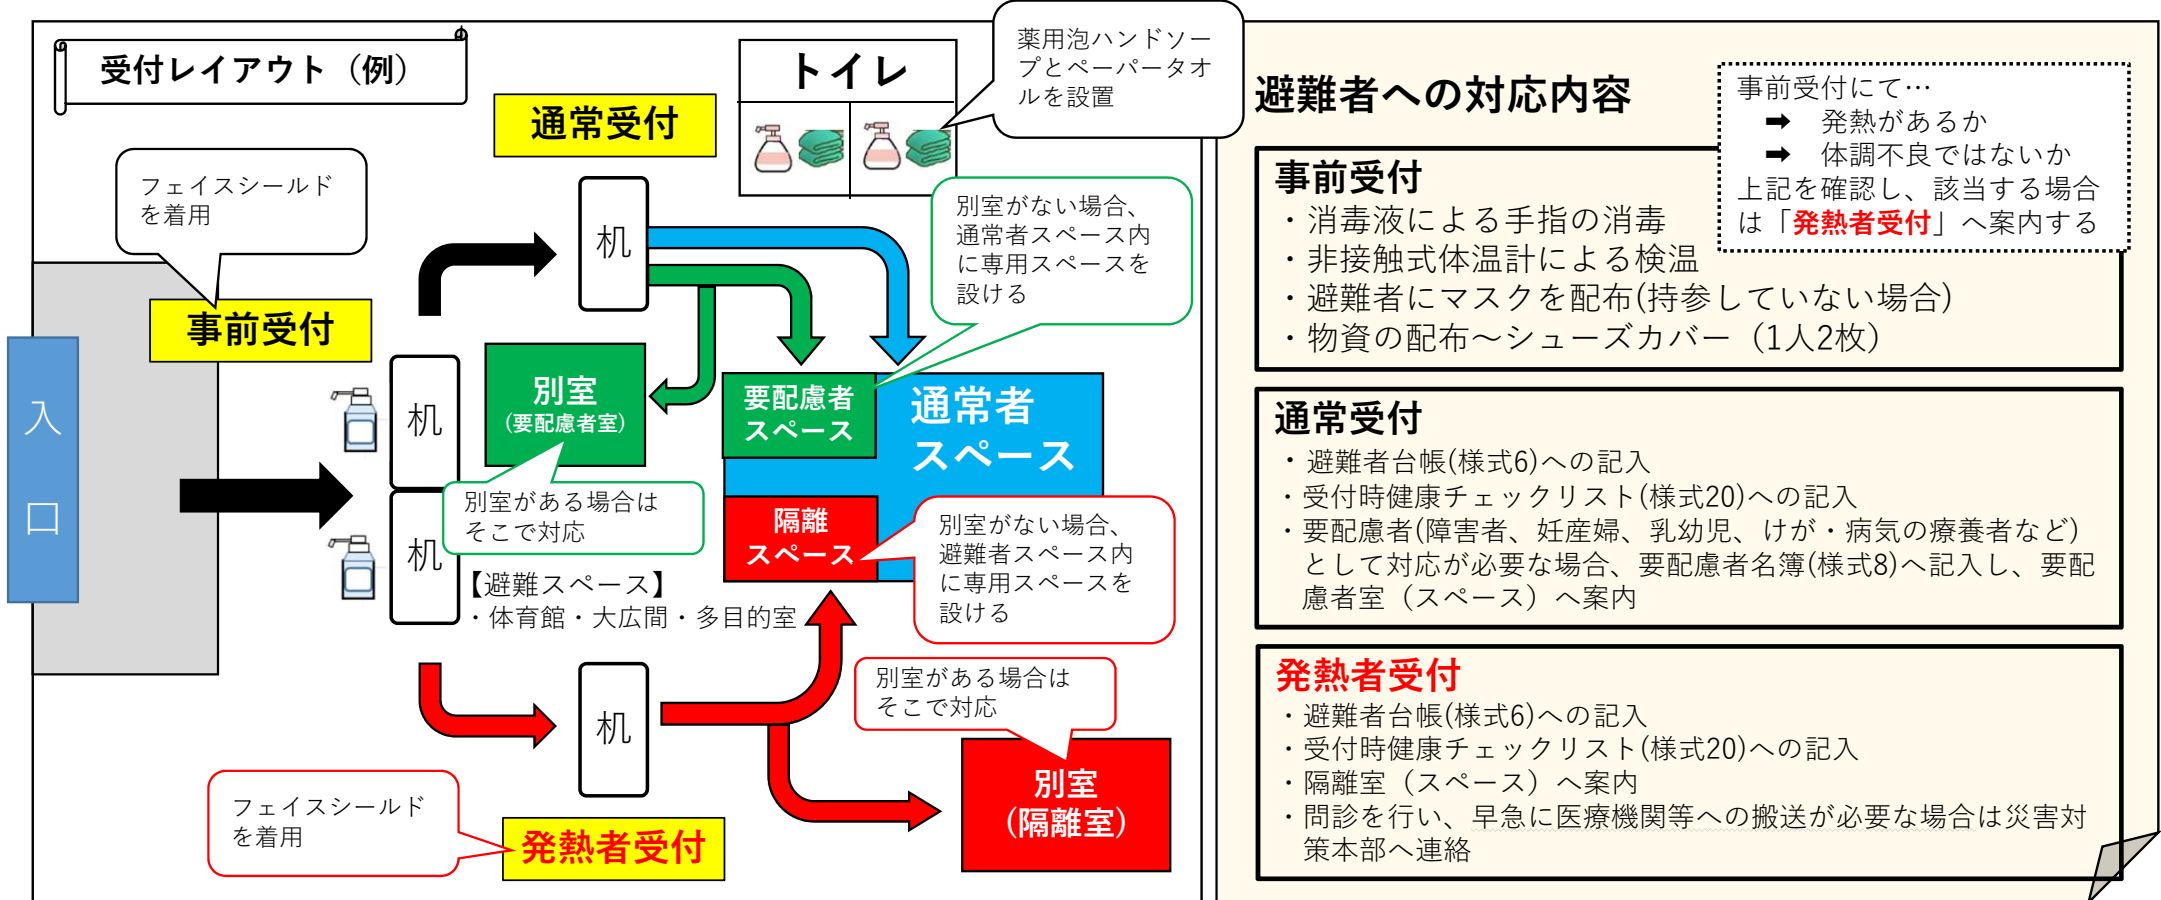 受付レイアウト（例）
トイレ
薬用泡ハンドソー
プとペーパータオ
ルを設置
通常受付
フェイスシールド
を着用
事前受付
入
口
机
机
机
別室がない場合、
通常者スペース内
に専用スペースを
設ける
別室
(要配慮者室)
別室がある場合は
そこで対応
要配慮者
スペース
通常者
スペース
隔離
スペース
別室がない場合、
避難者スペース内
に専用スペースを
設ける
【避難スペース】
・体育館・大広間・多目的室
机
別室がある場合は
そこで対応
別室
（隔離室）
フェイスシールド
を着用
発熱者受付
避難者への対応内容
事前受付にて…
➡ 発熱があるか
➡ 体調不良ではないか
上記を確認し、該当する場合
は「発熱者受付」へ案内する
事前受付
・消毒液による手指の消毒
・非接触式体温計による検温
・避難者にマスクを配布(持参していない場合)
・物資の配布～シューズカバー（1人2枚）
通常受付
・避難者台帳(様式6)への記入
・受付時健康チェックリスト(様式20)への記入
・要配慮者(障害者、妊産婦、乳幼児、けが・病気の療養者など)
として対応が必要な場合、要配慮者名簿(様式8)へ記入し、要配
慮者室（スペース）へ案内
発熱者受付
・避難者台帳(様式6)への記入
・受付時健康チェックリスト(様式20)への記入
・隔離室（スペース）へ案内
・問診を行い、早急に医療機関等への搬送が必要な場合は災害対
策本部へ連絡